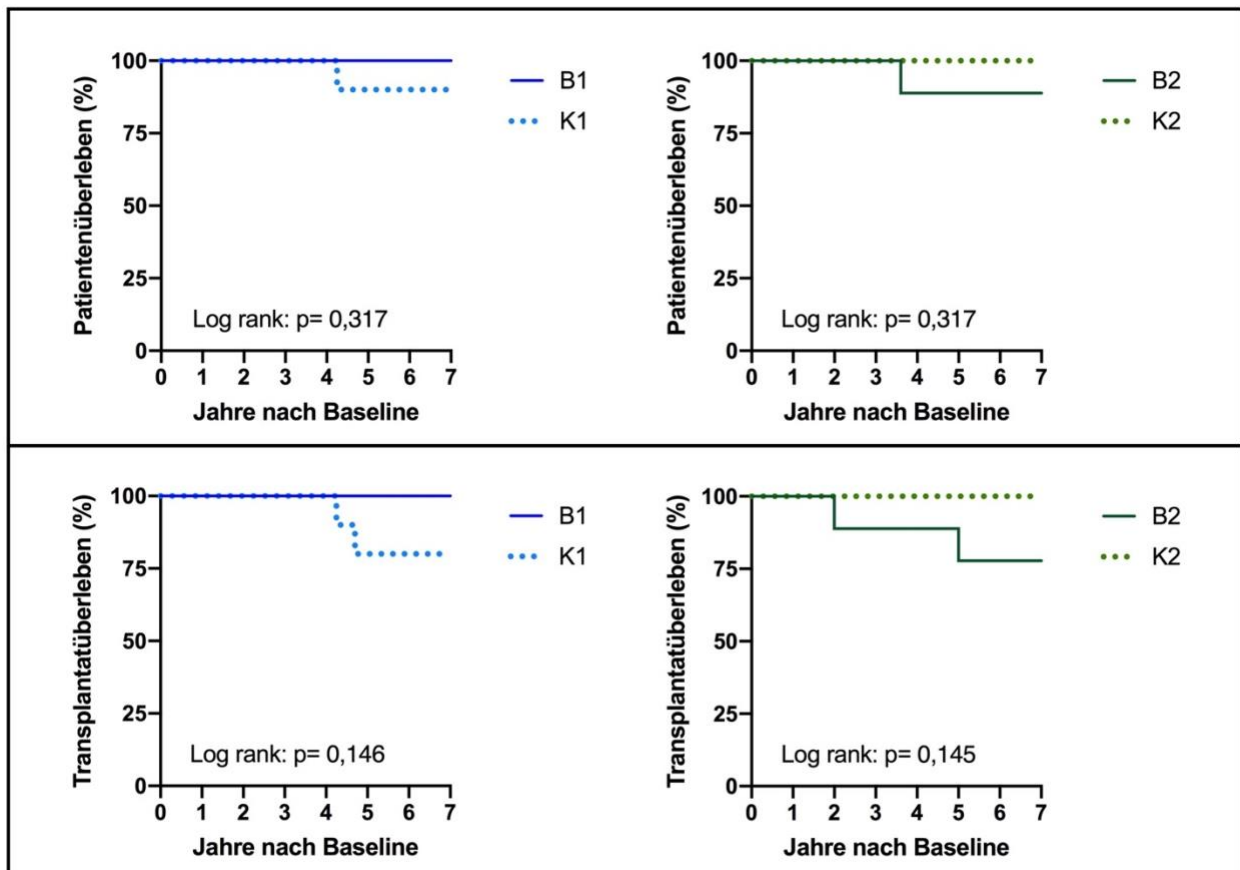 Patientenüberleben (%)
100
75
50
25
0
0 1 2 3 4 5 6 7
Jahre nach Baseline
Log rank: p= 0,317
B1
K1
Patientenüberleben (%)
100
75
50
25
0
0 1 2 3 4 5 6 7
Jahre nach Baseline
Log rank: p= 0,317
B2
K2
Transplantatüberleben (%)
100
75
50
25
0
0 1 2 3 4 5 6 7
Jahre nach Baseline
Log rank: p= 0,146
B1
K1
Transplantatüberleben (%)
100
75
50
25
0
0 1 2 3 4 5 6 7
Jahre nach Baseline
Log rank: p= 0,145
B2
K2